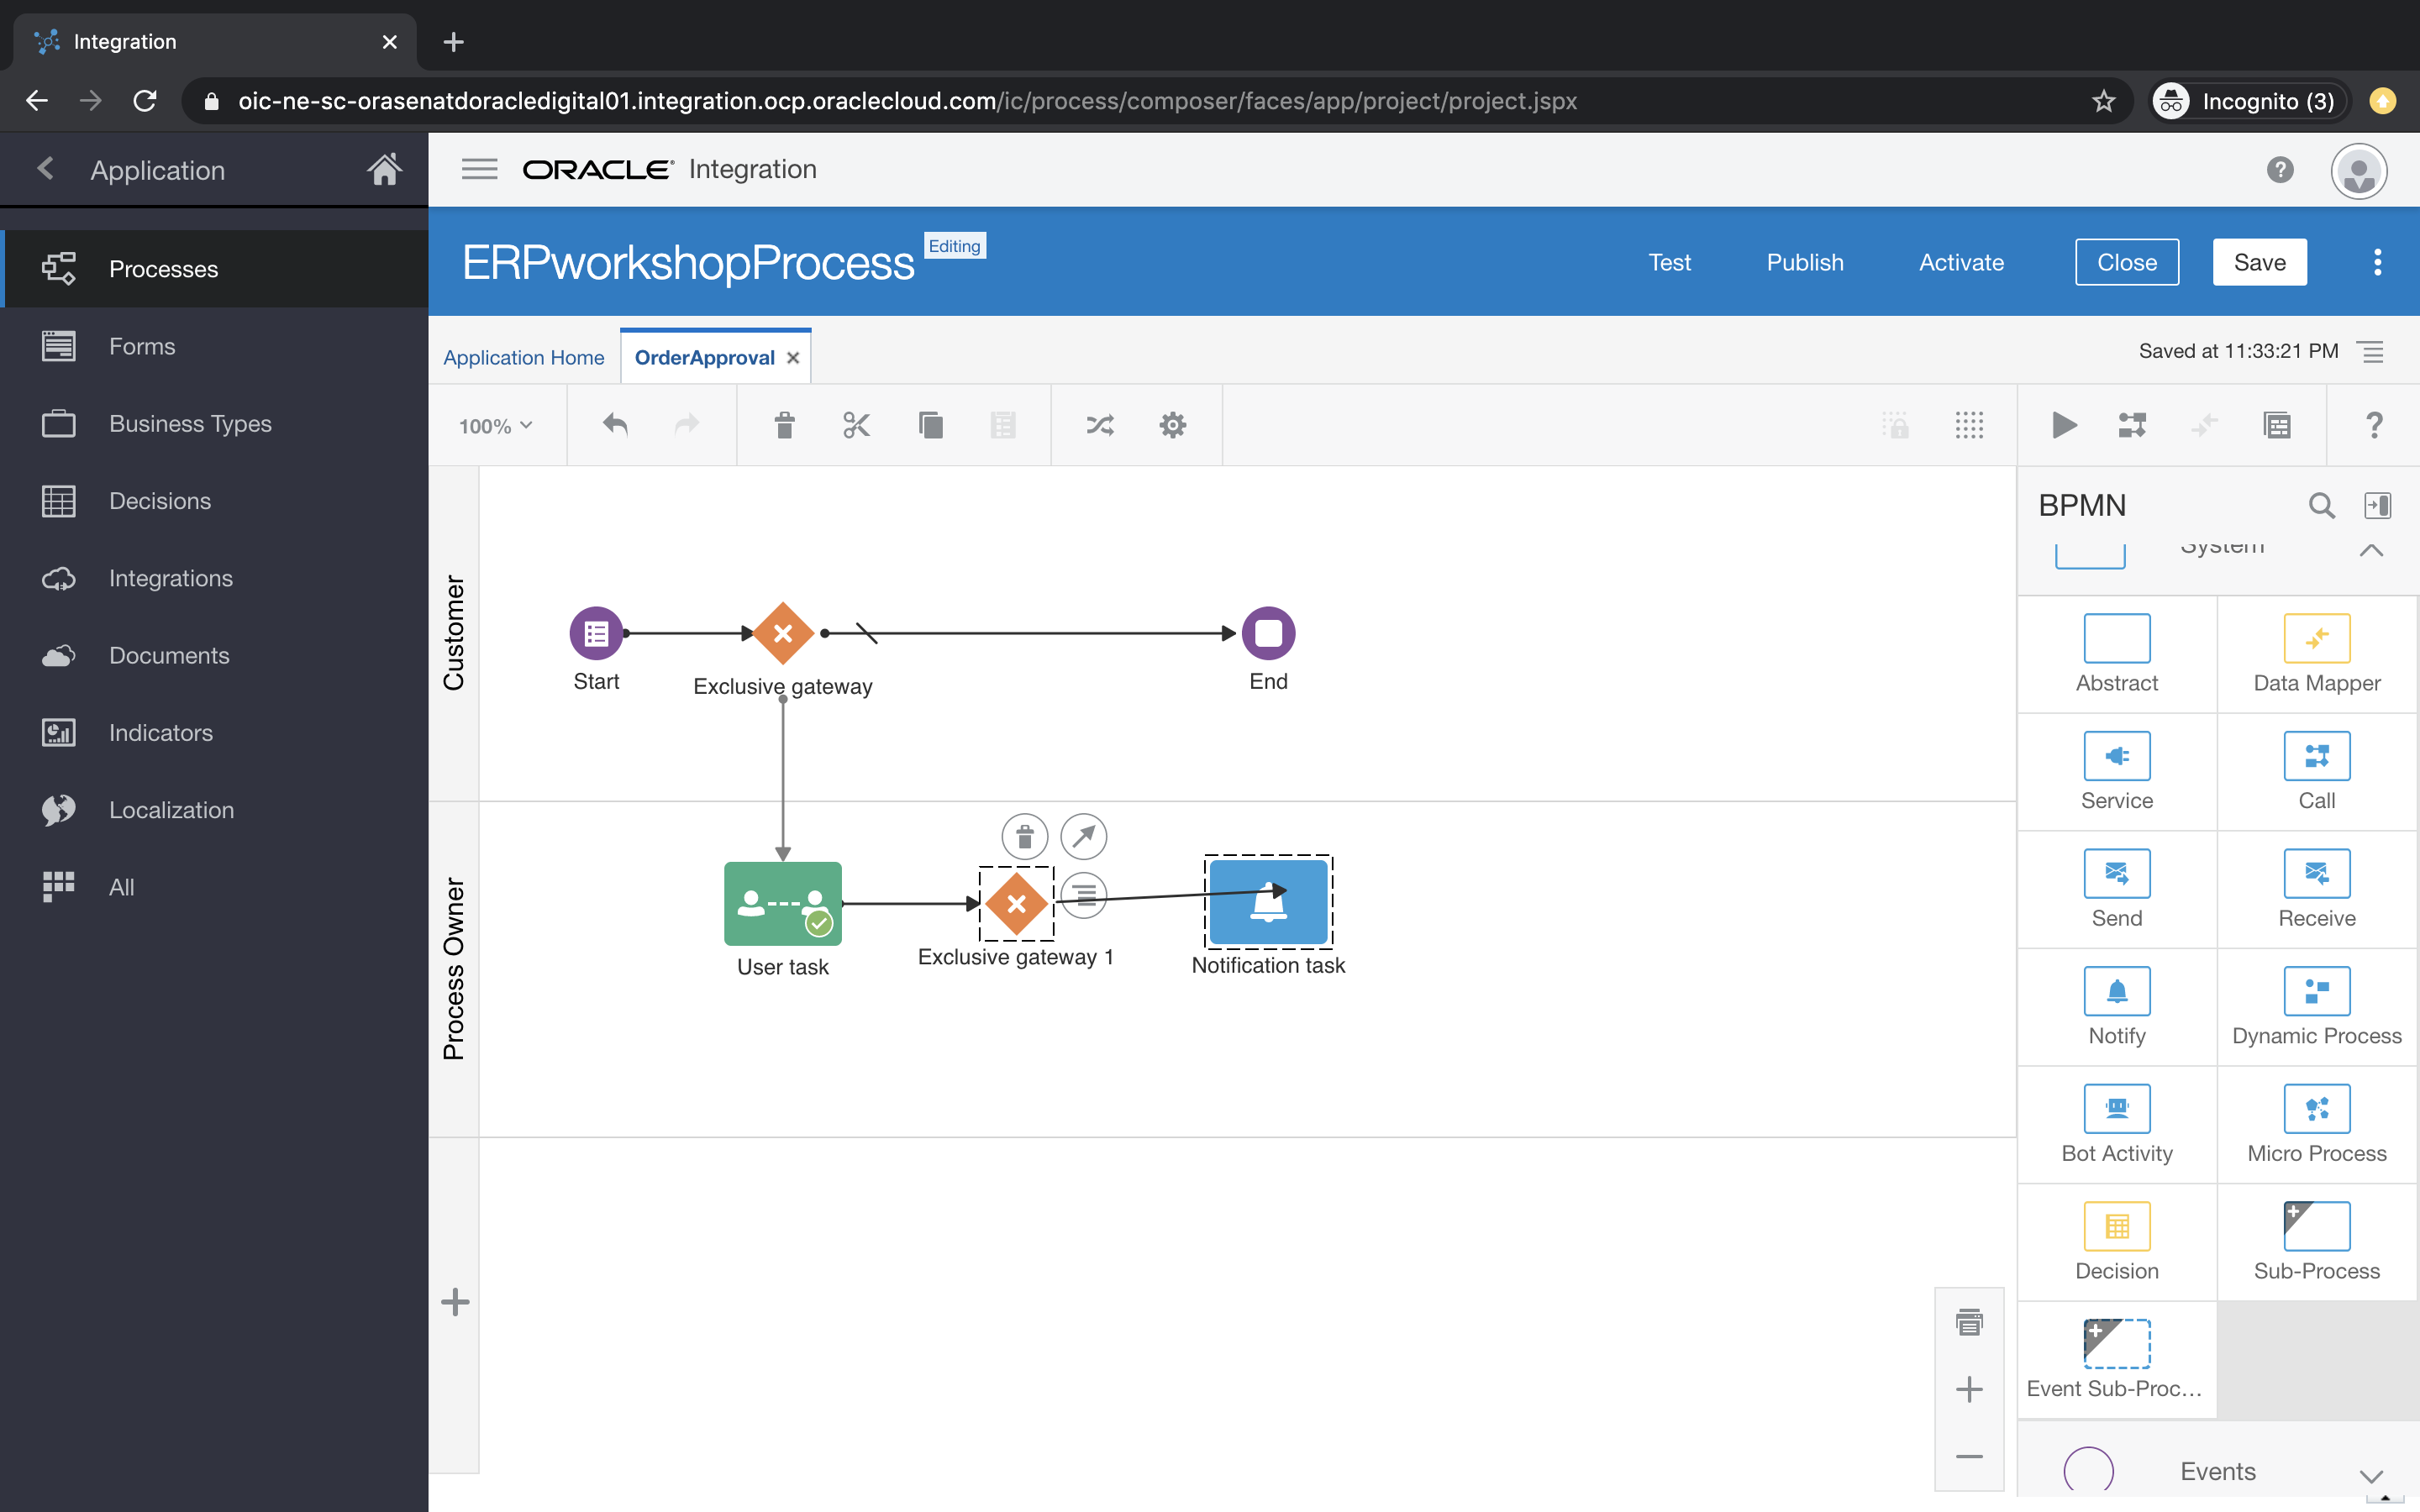 Integration
oic-ne-sc-orasenatdoracledigital01.integration.ocp.oraclecloud.com/ic/process/composer/faces/app/project/project.jspx
Incognito (3)
Application
ORACLE Integration
ERPworkshopProcess
Editing
Test
Publish
Activate
Close
Save
Processes
Forms
Business Types
Decisions
Integrations
Documents
Indicators
Localization
All
Application Home
OrderApproval
Saved at 11:33:21 PM
100%
Customer
Start
Exclusive gateway
End
Process Owner
User task
Exclusive gateway 1
Notification task
BPMN
System
Abstract
Data Mapper
Service
Call
Send
Receive
Notify
Dynamic Process
Bot Activity
Micro Process
Decision
Sub-Process
Event Sub-Proc...
Events